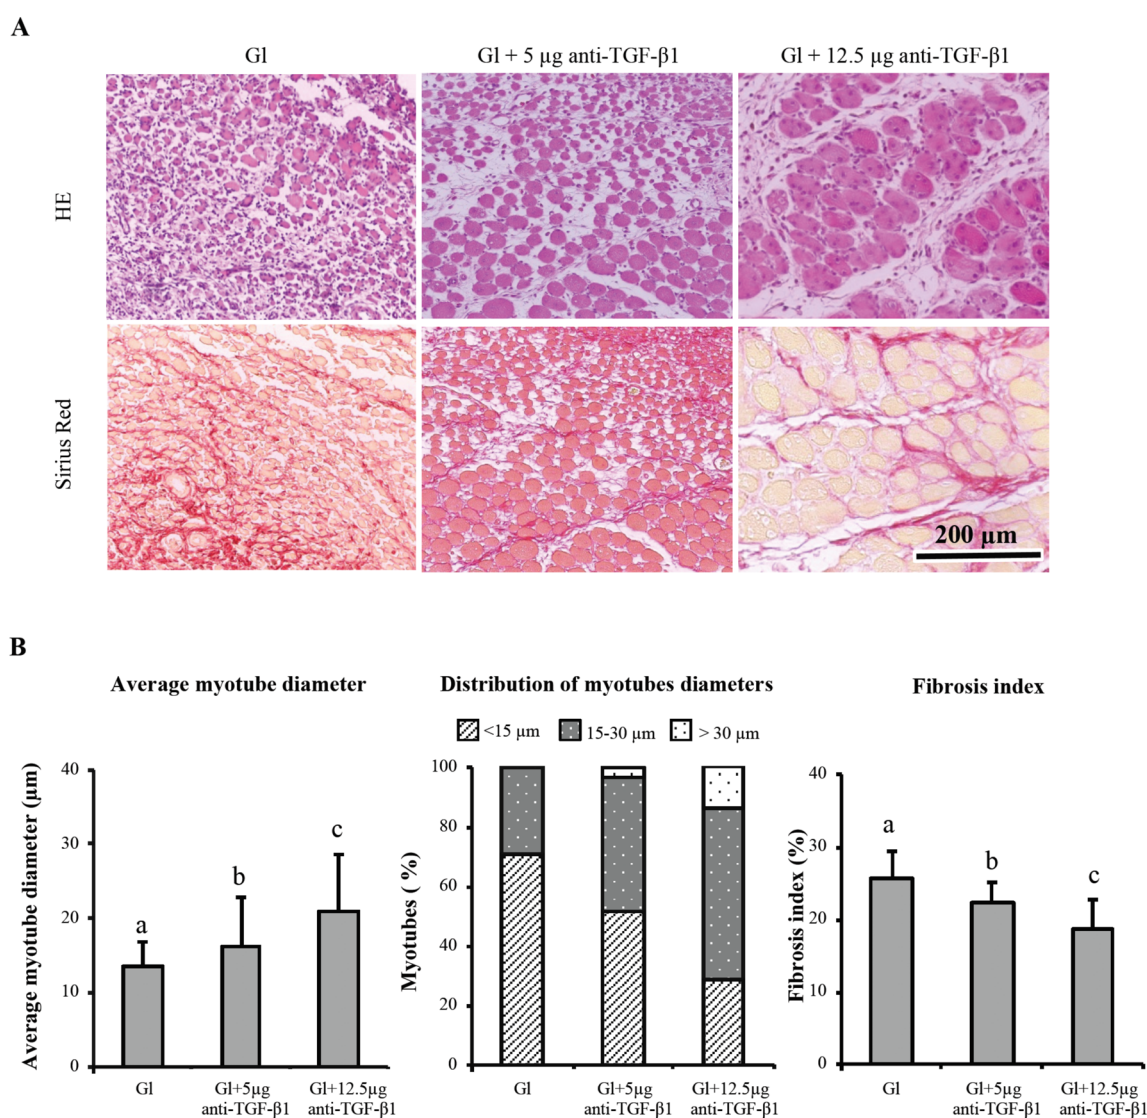 A
Gl
Gl + 5 µg anti-TGF-β1
Gl + 12.5 µg anti-TGF-β1
HE
Sirius Red
200 µm
B
Average myotube diameter
Average myotube diameter (µm)
40
30
20
10
0
a
b
c
Gl
Gl+5µg
anti-TGF-β1
Gl+12.5µg
anti-TGF-β1
Distribution of myotubes diameters
<15 µm
15-30 µm
> 30 µm
Myotubes ( %)
100
80
60
40
20
0
Gl
Gl+5µg
anti-TGF-β1
Gl+12.5µg
anti-TGF-β1
Fibrosis index
Fibrosis index (%)
40
30
20
10
0
a
b
c
Gl
Gl+5µg
anti-TGF-β1
Gl+12.5µg
anti-TGF-β1